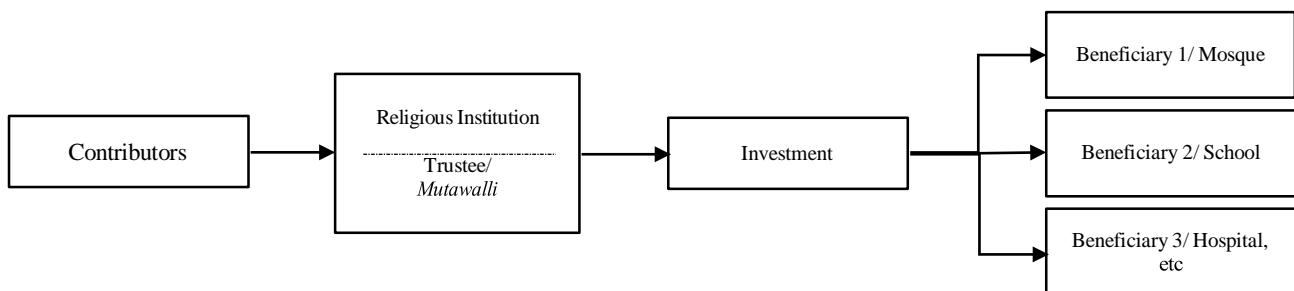 Contributors
Religious Institution
Trustee/
Mutawalli
Investment
Beneficiary 1/ Mosque
Beneficiary 2/ School
Beneficiary 3/ Hospital,
etc